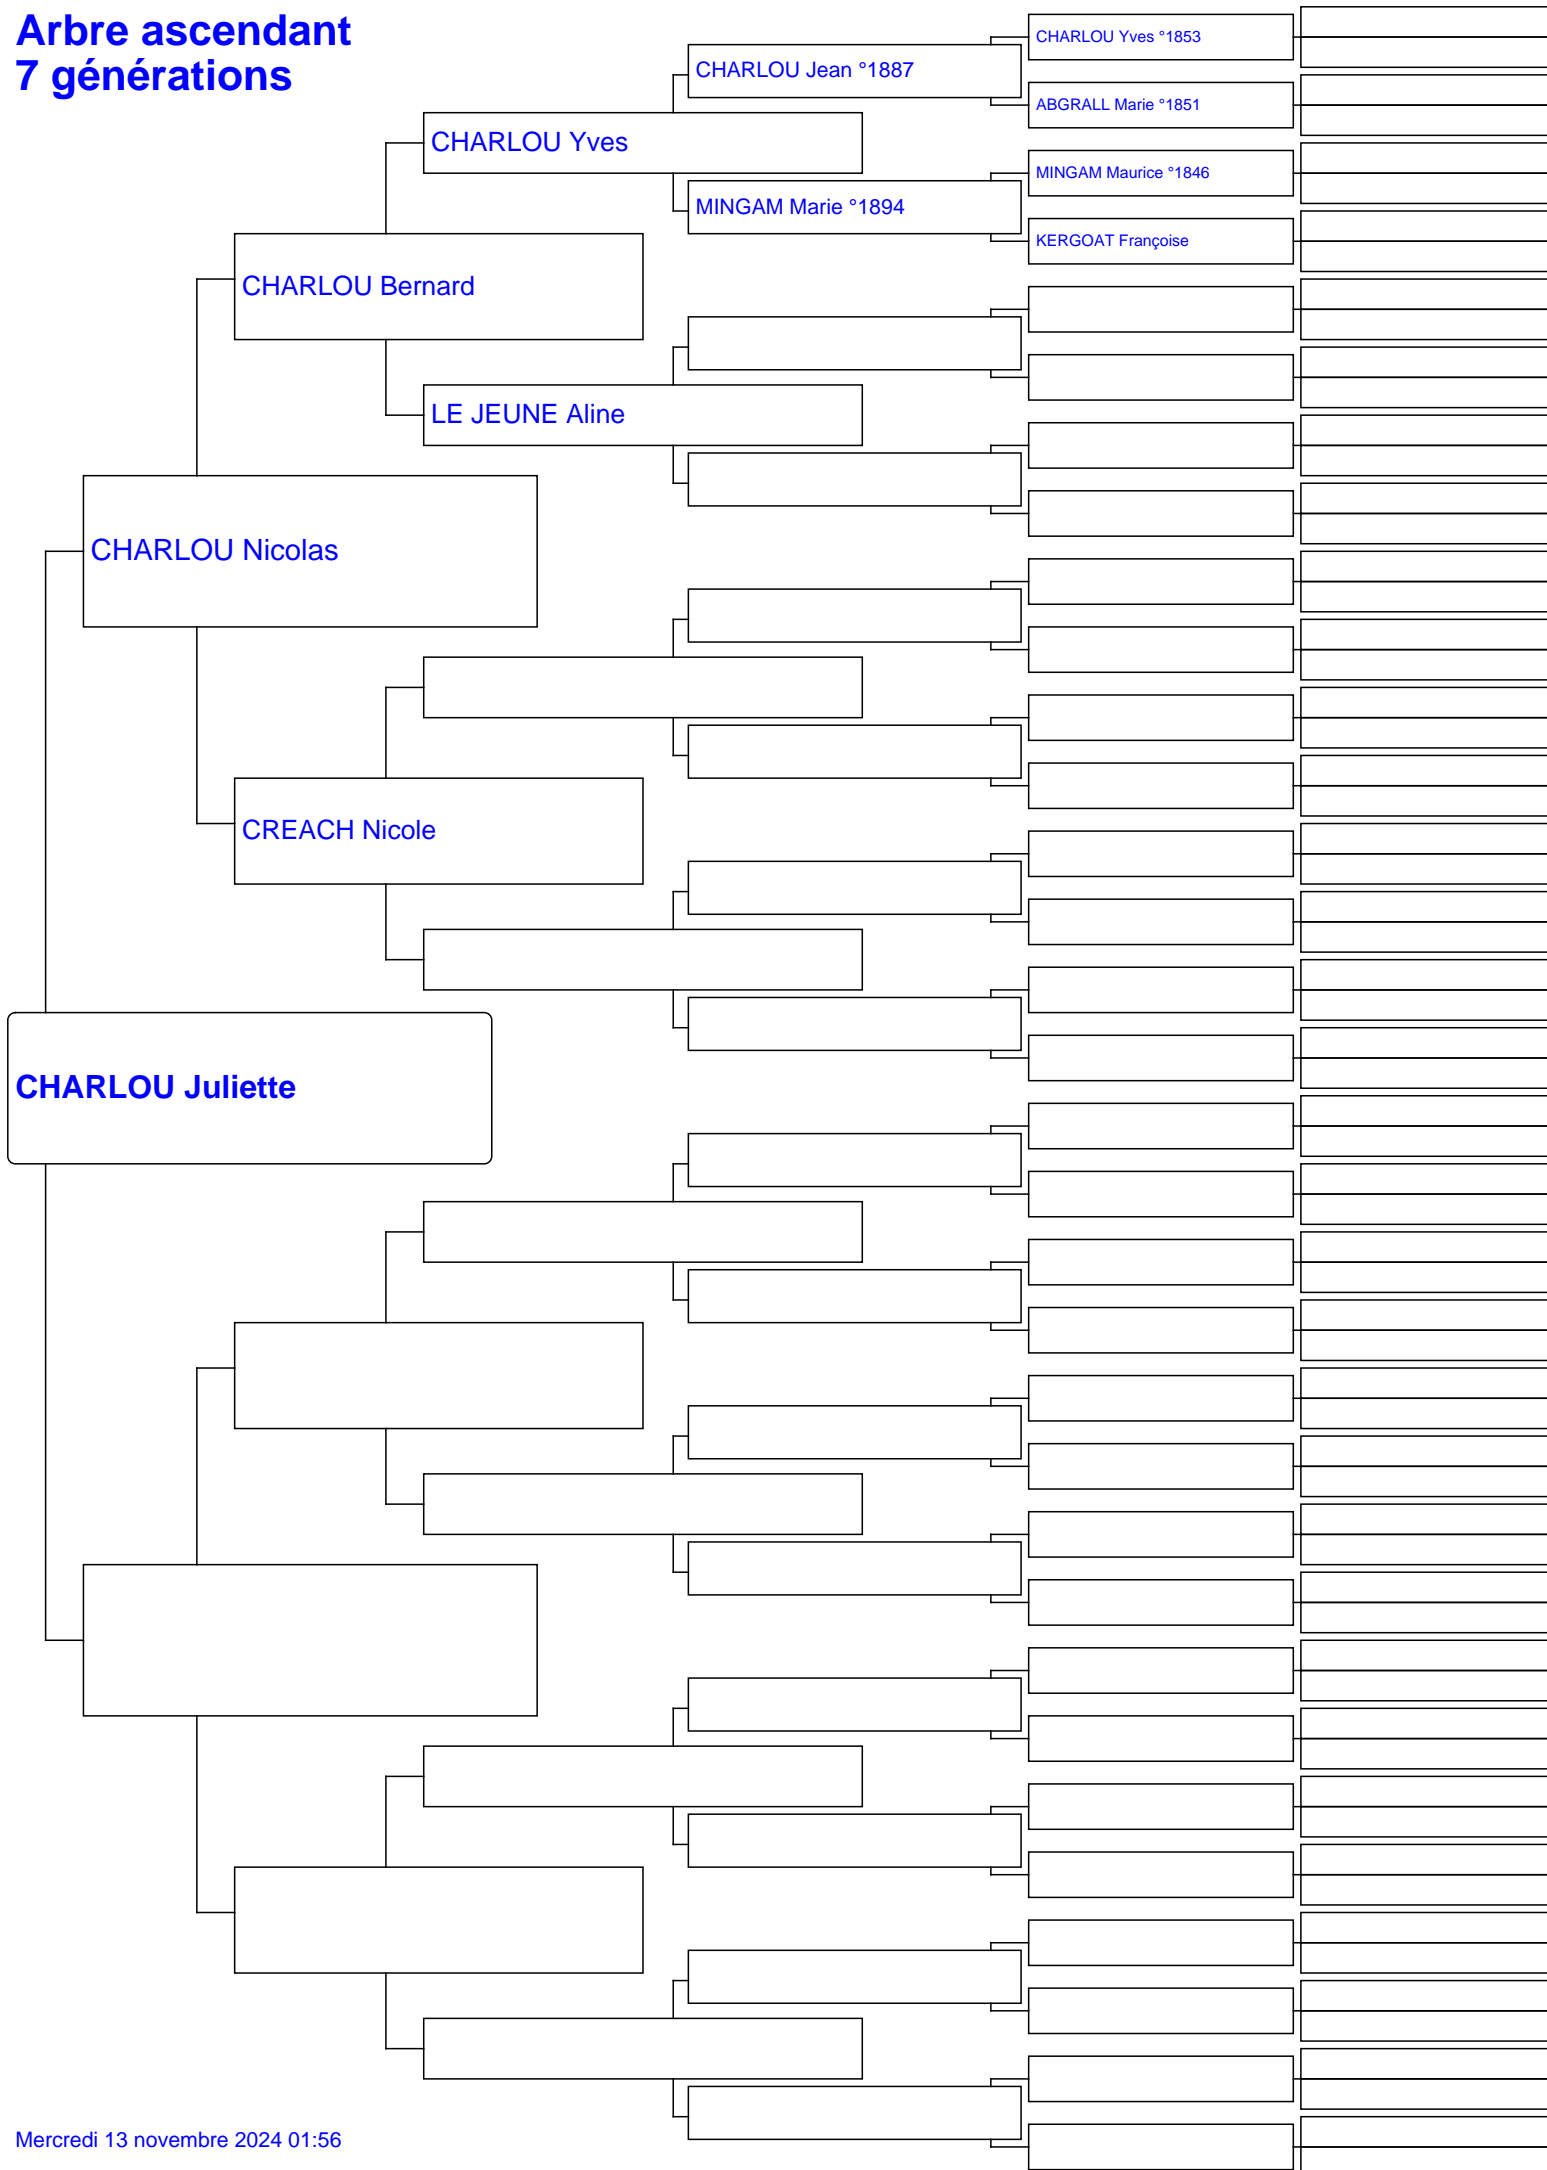 Arbre ascendant
7 générations
CHARLOU Yves °1853
CHARLOU Jean °1887
ABGRALL Marie °1851
CHARLOU Yves
MINGAM Maurice °1846
MINGAM Marie °1894
KERGOAT Françoise
CHARLOU Bernard
LE JEUNE Aline
CHARLOU Nicolas
CREACH Nicole
CHARLOU Juliette
Mercredi 13 novembre 2024 01:56